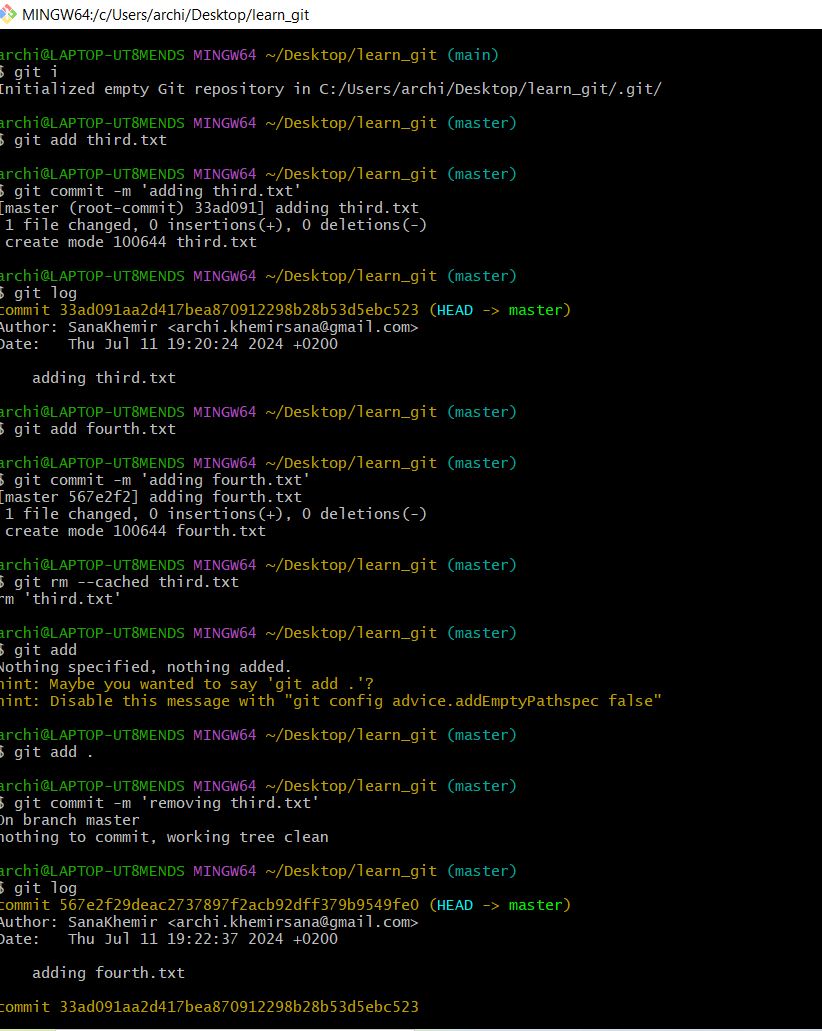 MINGW64:/c/Users/archi/Desktop/learn_git
archi@LAPTOP-UT8MENDS MINGW64 ~/Desktop/learn_git (main)
$ git i
Initialized empty Git repository in C:/Users/archi/Desktop/learn_git/.git/
archi@LAPTOP-UT8MENDS MINGW64 ~/Desktop/learn_git (master)
$ git add third.txt
archi@LAPTOP-UT8MENDS MINGW64 ~/Desktop/learn_git (master)
$ git commit -m 'adding third.txt'
[master (root-commit) 33ad091] adding third.txt
1 file changed, 0 insertions(+), 0 deletions(-)
create mode 100644 third.txt
archi@LAPTOP-UT8MENDS MINGW64 ~/Desktop/learn_git (master)
$ git log
commit 33ad091aa2d417bea870912298b28b53d5ebc523 (HEAD -> master)
Author: SanaKhemir <archi.khemirsana@gmail.com>
Date:   Thu Jul 11 19:20:24 2024 +0200
adding third.txt
archi@LAPTOP-UT8MENDS MINGW64 ~/Desktop/learn_git (master)
$ git add fourth.txt
archi@LAPTOP-UT8MENDS MINGW64 ~/Desktop/learn_git (master)
$ git commit -m 'adding fourth.txt'
[master 567e2f2] adding fourth.txt
1 file changed, 0 insertions(+), 0 deletions(-)
create mode 100644 fourth.txt
archi@LAPTOP-UT8MENDS MINGW64 ~/Desktop/learn_git (master)
$ git rm --cached third.txt
rm 'third.txt'
archi@LAPTOP-UT8MENDS MINGW64 ~/Desktop/learn_git (master)
$ git add
Nothing specified, nothing added.
hint: Maybe you wanted to say 'git add .'?
hint: Disable this message with "git config advice.addEmptyPathspec false"
archi@LAPTOP-UT8MENDS MINGW64 ~/Desktop/learn_git (master)
$ git add .
archi@LAPTOP-UT8MENDS MINGW64 ~/Desktop/learn_git (master)
$ git commit -m 'removing third.txt'
On branch master
nothing to commit, working tree clean
archi@LAPTOP-UT8MENDS MINGW64 ~/Desktop/learn_git (master)
$ git log
commit 567e2f29deac2737897f2acb92dff379b9549fe0 (HEAD -> master)
Author: SanaKhemir <archi.khemirsana@gmail.com>
Date:   Thu Jul 11 19:22:37 2024 +0200
adding fourth.txt
commit 33ad091aa2d417bea870912298b28b53d5ebc523